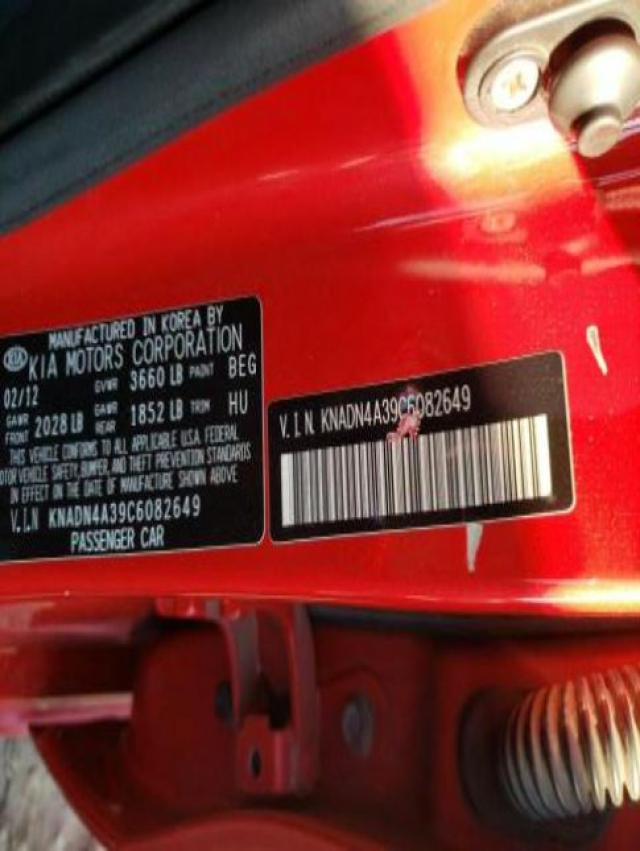 MANUFACTURED IN KOREA BY
KIA KIA MOTORS CORPORATION
02/12 GVWR 3660 LB PAINT BEG
GAWR FRONT 2028 LB GAWR REAR 1852 LB TRIM HU
THIS VEHICLE CONFORMS TO ALL APPLICABLE U.S.A. FEDERAL
MOTOR VEHICLE SAFETY, BUMPER, AND THEFT PREVENTION STANDARDS
IN EFFECT ON THE DATE OF MANUFACTURE SHOWN ABOVE
V.I.N KNADN4A39C6082649
PASSENGER CAR
V.I.N. KNADN4A39C6082649